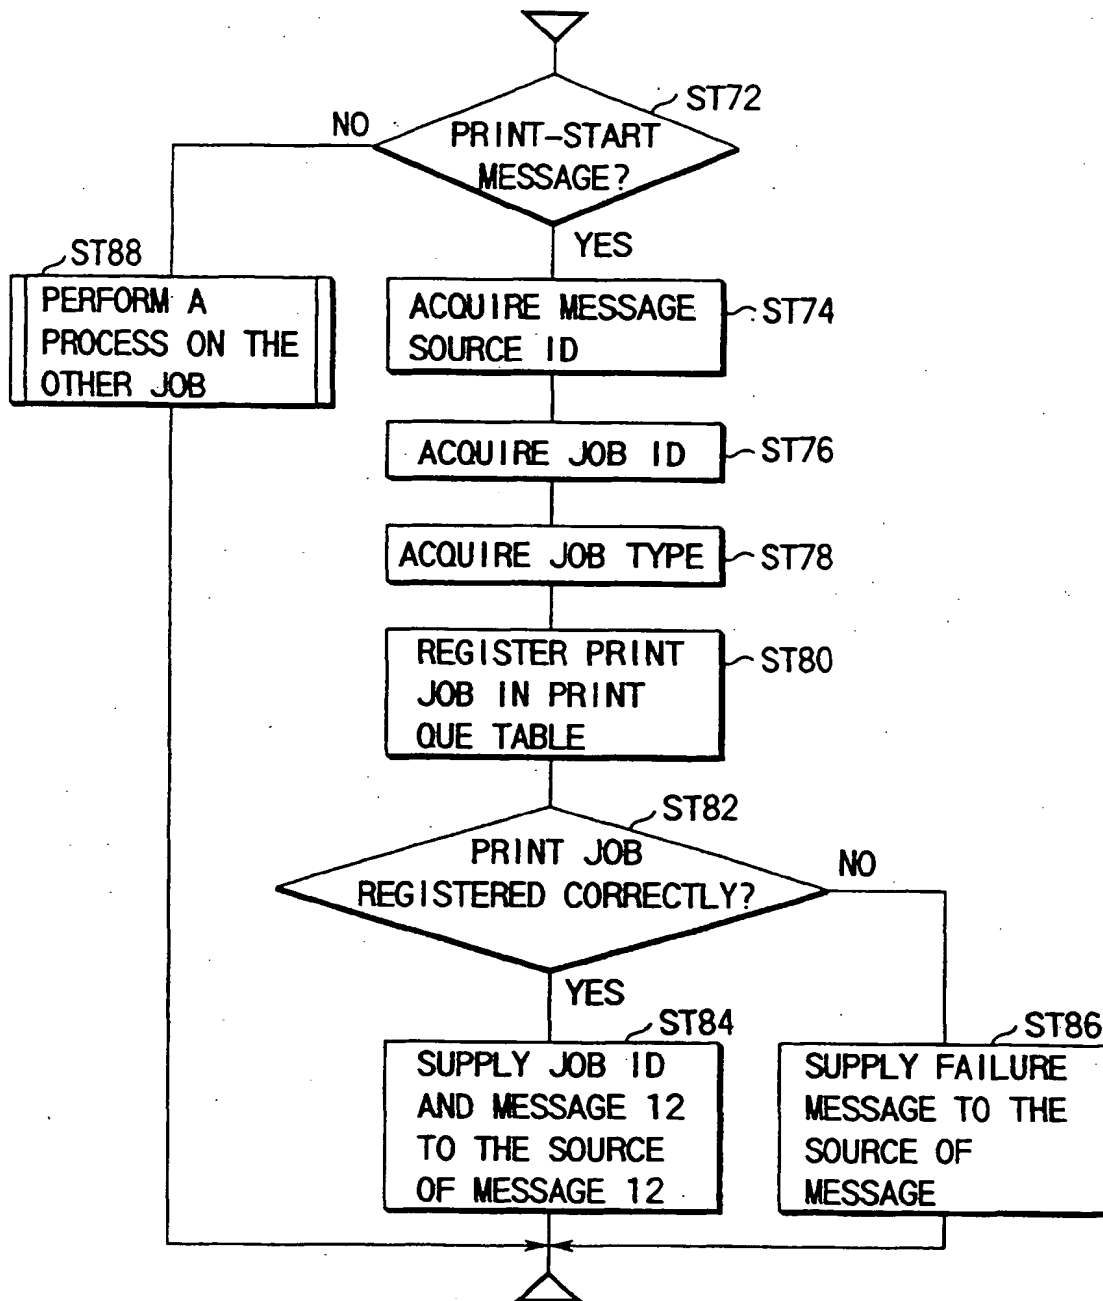 ST72
NO
PRINT-START
MESSAGE?
YES
ST88
PERFORM A
PROCESS ON THE
OTHER JOB
ACQUIRE MESSAGE
SOURCE ID
ST74
ACQUIRE JOB ID
ST76
ACQUIRE JOB TYPE
ST78
REGISTER PRINT
JOB IN PRINT
QUE TABLE
ST80
ST82
PRINT JOB
REGISTERED CORRECTLY?
NO
YES
ST84
SUPPLY JOB ID
AND MESSAGE 12
TO THE SOURCE
OF MESSAGE 12
ST86
SUPPLY FAILURE
MESSAGE TO THE
SOURCE OF
MESSAGE